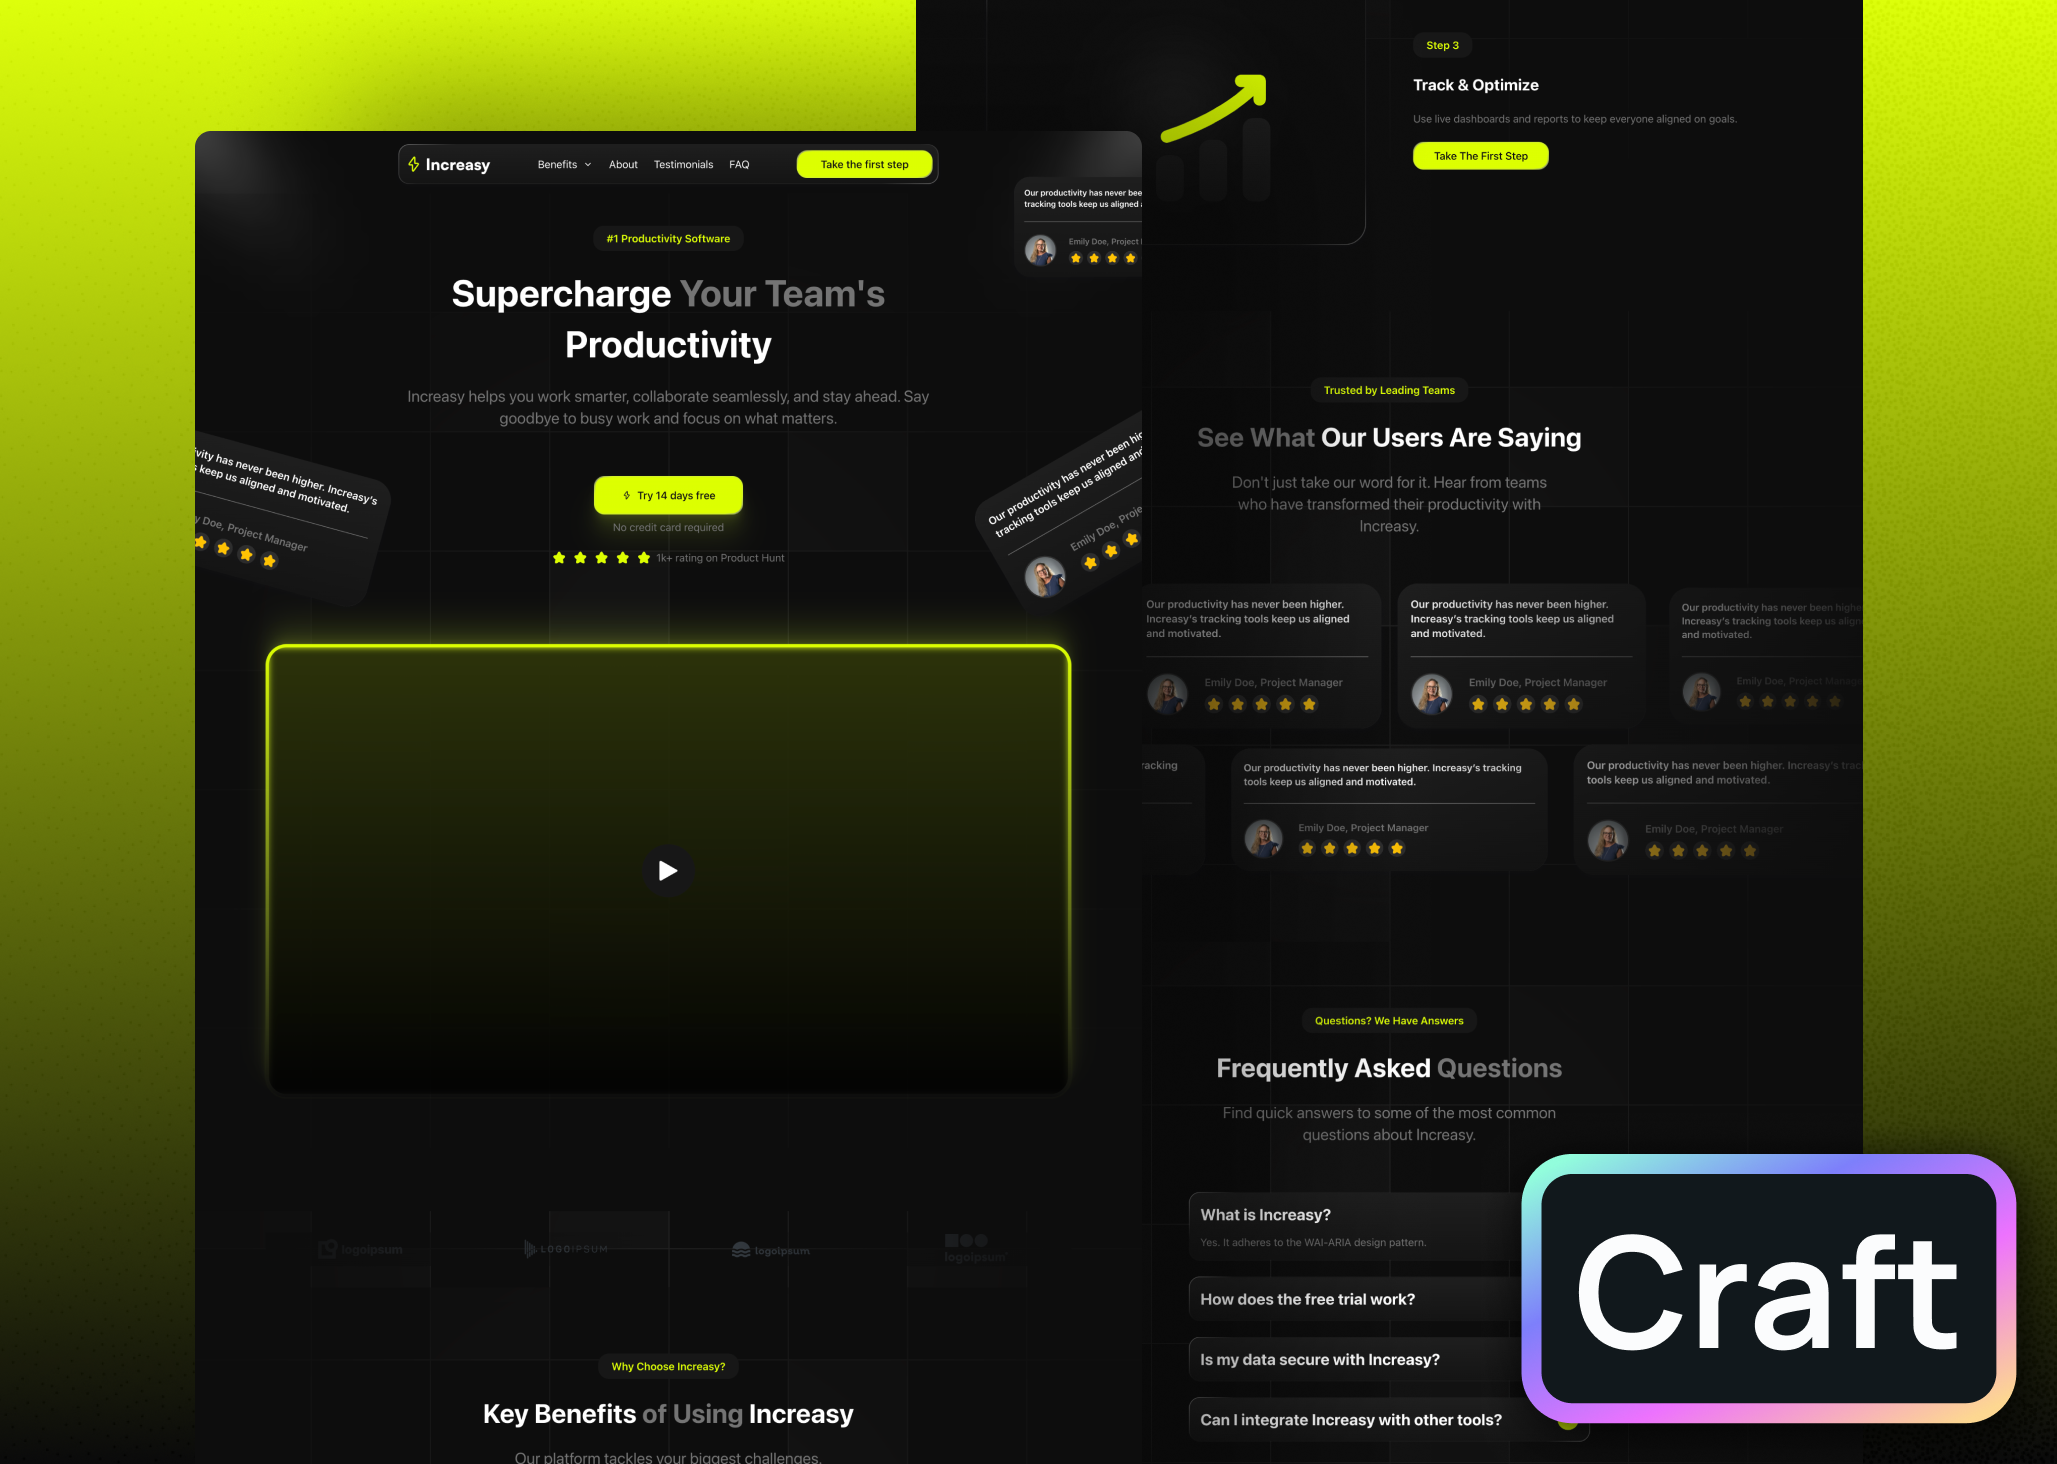 Increasy
Benefits
About
Testimonials
FAQ
Take the first step
#1 Productivity Software
Supercharge Your Team's
Productivity
Increasy helps you work smarter, collaborate seamlessly, and stay ahead. Say
goodbye to busy work and focus on what matters.
Try 14 days free
No credit card required
1k+ rating on Product Hunt
Our productivity has never bee
tracking tools keep us aligned
Emily Doe, Project
vity has never been higher. Increasy's
keep us aligned and motivated.
y Doe, Project Manager
Our productivity has never been hig
tracking tools keep us aligned and
Emily Doe, Proje
logoipsum
LOGOIPSUM
logoipsum
logoipsum
Why Choose Increasy?
Key Benefits of Using Increasy
Our platform tackles your biggest challenges.
Step 3
Track & Optimize
Use live dashboards and reports to keep everyone aligned on goals.
Take The First Step
Trusted by Leading Teams
See What Our Users Are Saying
Don't just take our word for it. Hear from teams
who have transformed their productivity with
Increasy.
Our productivity has never been higher.
Increasy's tracking tools keep us aligned
and motivated.
Emily Doe, Project Manager
Our productivity has never been higher.
Increasy's tracking tools keep us aligned
and motivated.
Emily Doe, Project Manager
Our productivity has never been higher.
Increasy's tracking tools keep us align
and motivated.
Emily Doe, Project Manage
racking
Our productivity has never been higher. Increasy's tracking
tools keep us aligned and motivated.
Emily Doe, Project Manager
Our productivity has never been higher. Increasy's trac
tools keep us aligned and motivated.
Emily Doe, Project Manager
Questions? We Have Answers
Frequently Asked Questions
Find quick answers to some of the most common
questions about Increasy.
What is Increasy?
Yes. It adheres to the WAI-ARIA design pattern.
How does the free trial work?
Is my data secure with Increasy?
Can I integrate Increasy with other tools?
Craft